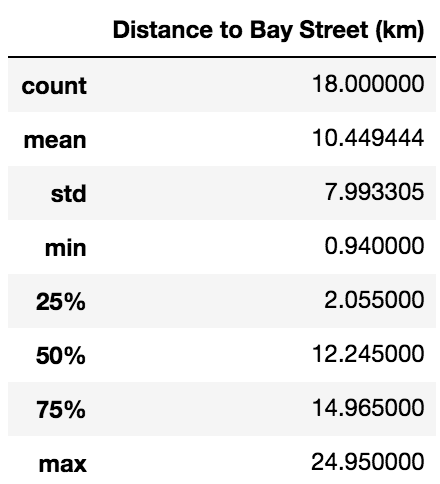 Distance to Bay Street (km)
count 18.000000
mean 10.449444
std 7.993305
min 0.940000
25% 2.055000
50% 12.245000
75% 14.965000
max 24.950000